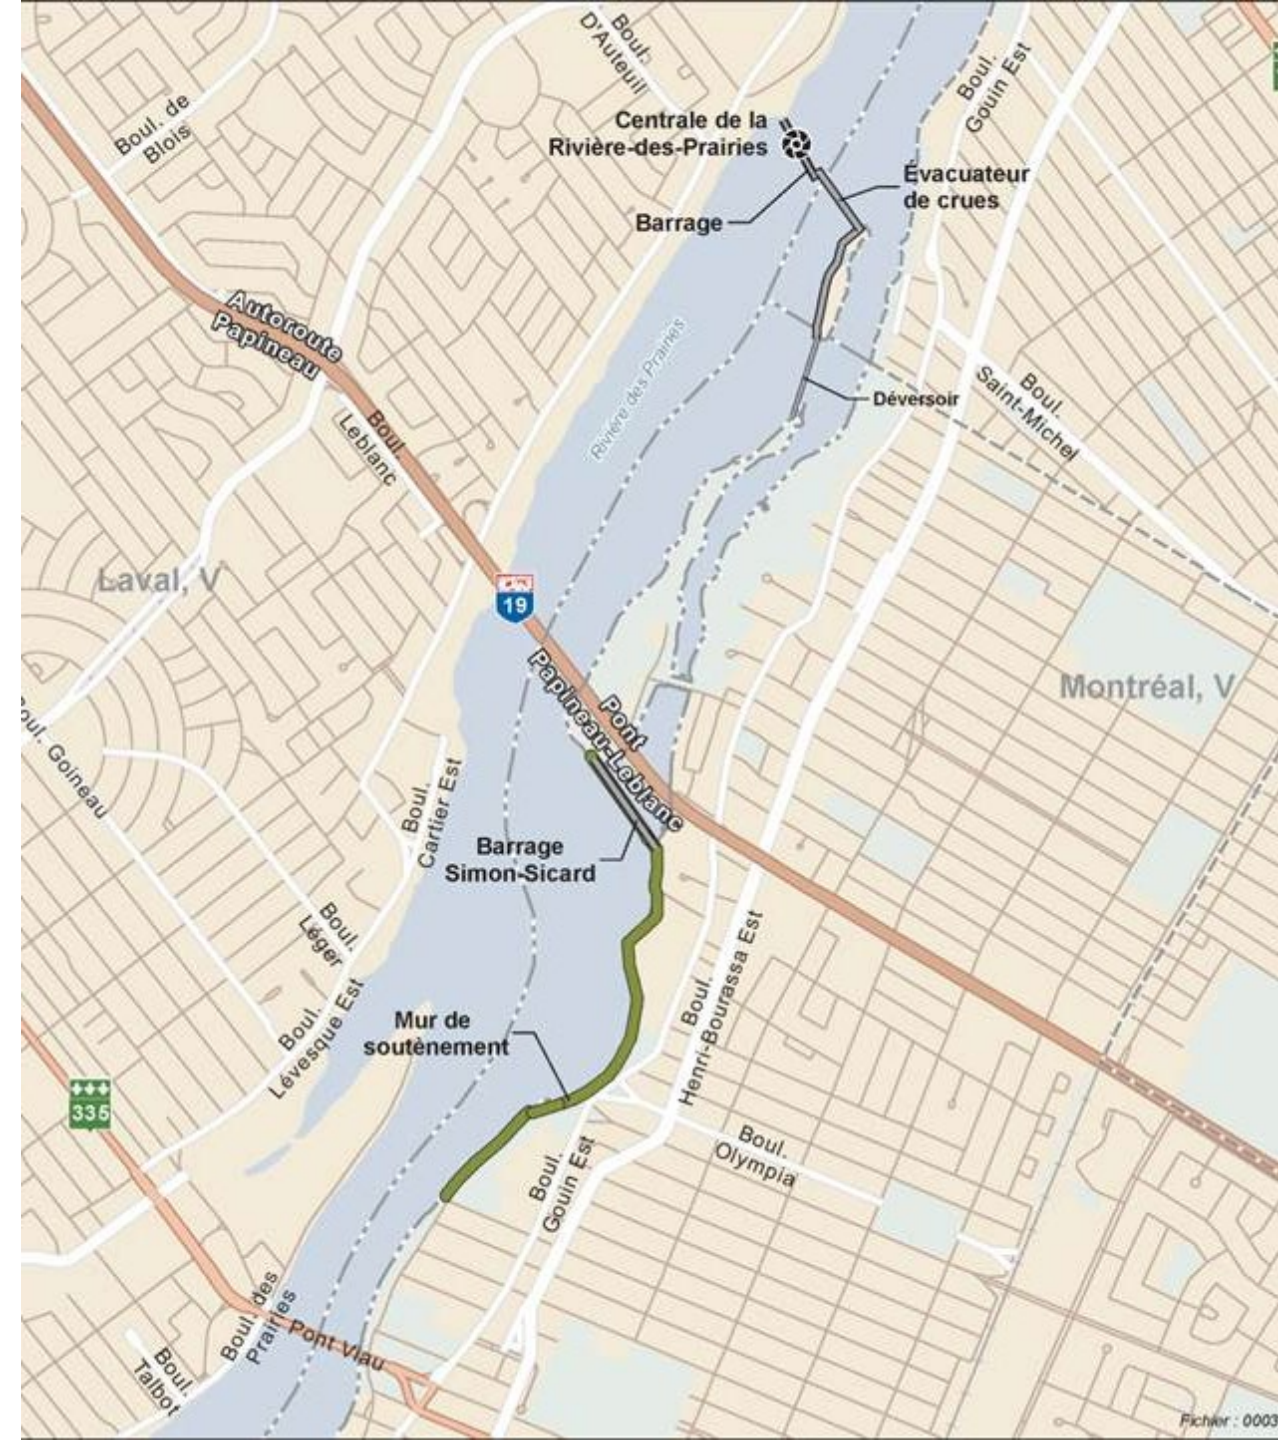 Boul.
D'Auteuil
Boul.
Gouin Est
Boul. de
Blois
Centrale de la
Rivière-des-Prairies
Évacuateur
de crues
Barrage
Autoroute
Papineau
Rivière des Prairies
Boul.
Leblanc
Déversoir
Boul.
Saint-Michel
Laval, V
19
Montréal, V
Pont
Papineau-Leblanc
Boul. Goineau
Boul.
Cartier Est
Barrage
Simon-Sicard
Boul.
Léger
Boul.
Lévesque Est
Boul.
Henri-Bourassa Est
Mur de
soutènement
335
Boul.
Olympia
Boul.
Gouin Est
Boul. des
Prairies
Pont Viau
Boul.
Talbot
Fichier : 0003